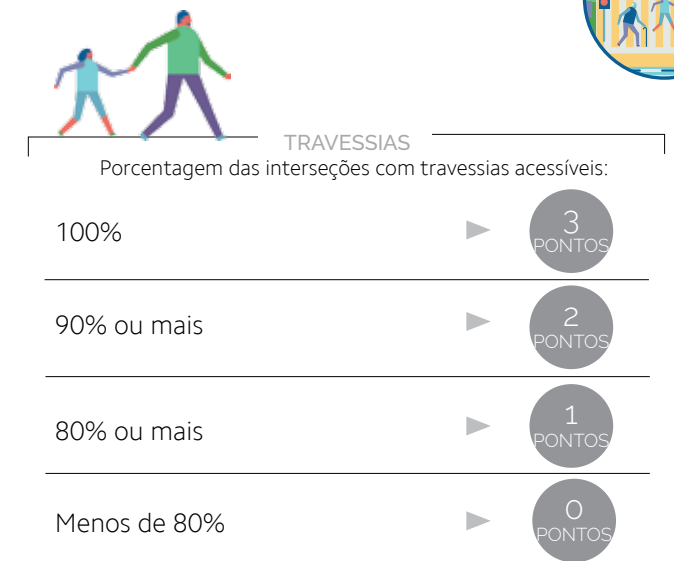 TRAVESSIAS
Porcentagem das interseções com travessias acessíveis:
100%
3
PONTOS
90% ou mais
2
PONTOS
80% ou mais
1
PONTOS
Menos de 80%
0
PONTOS